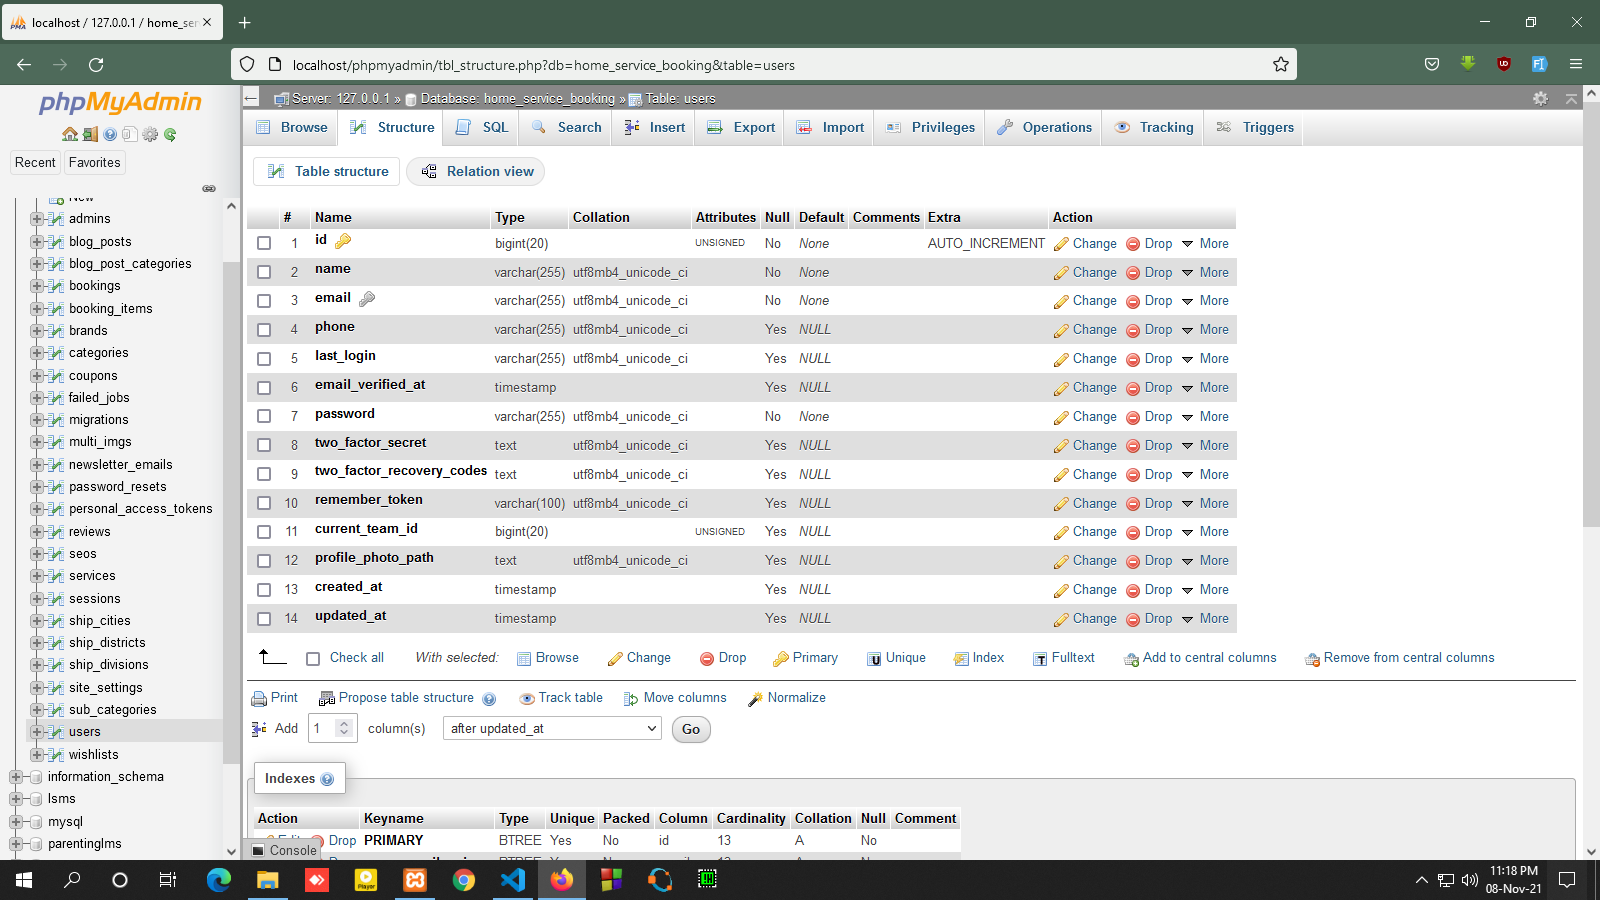 localhost / 127.0.0.1 / home_ser
localhost/phpmyadmin/tbl_structure.php?db=home_service_booking&table=users
phpMyAdmin
Recent Favorites
New
admins
blog_posts
blog_post_categories
bookings
booking_items
brands
categories
coupons
failed_jobs
migrations
multi_imgs
newsletter_emails
password_resets
personal_access_tokens
reviews
seos
services
sessions
ship_cities
ship_districts
ship_divisions
site_settings
sub_categories
users
wishlists
information_schema
lsms
mysql
parentinglms
Server: 127.0.0.1 » Database: home_service_booking » Table: users
Browse Structure SQL Search Insert Export Import Privileges Operations Tracking Triggers
Table structure Relation view
# Name Type Collation Attributes Null Default Comments Extra Action
1 id bigint(20) UNSIGNED No None AUTO_INCREMENT Change Drop More
2 name varchar(255) utf8mb4_unicode_ci No None Change Drop More
3 email varchar(255) utf8mb4_unicode_ci No None Change Drop More
4 phone varchar(255) utf8mb4_unicode_ci Yes NULL Change Drop More
5 last_login varchar(255) utf8mb4_unicode_ci Yes NULL Change Drop More
6 email_verified_at timestamp Yes NULL Change Drop More
7 password varchar(255) utf8mb4_unicode_ci No None Change Drop More
8 two_factor_secret text utf8mb4_unicode_ci Yes NULL Change Drop More
9 two_factor_recovery_codes text utf8mb4_unicode_ci Yes NULL Change Drop More
10 remember_token varchar(100) utf8mb4_unicode_ci Yes NULL Change Drop More
11 current_team_id bigint(20) UNSIGNED Yes NULL Change Drop More
12 profile_photo_path text utf8mb4_unicode_ci Yes NULL Change Drop More
13 created_at timestamp Yes NULL Change Drop More
14 updated_at timestamp Yes NULL Change Drop More
Check all With selected: Browse Change Drop Primary Unique Index Fulltext Add to central columns Remove from central columns
Print Propose table structure Track table Move columns Normalize
Add 1 column(s) after updated_at Go
Indexes
Action Keyname Type Unique Packed Column Cardinality Collation Null Comment
Edit Drop PRIMARY BTREE Yes No id 13 A No
Console
11:18 PM
08-Nov-21